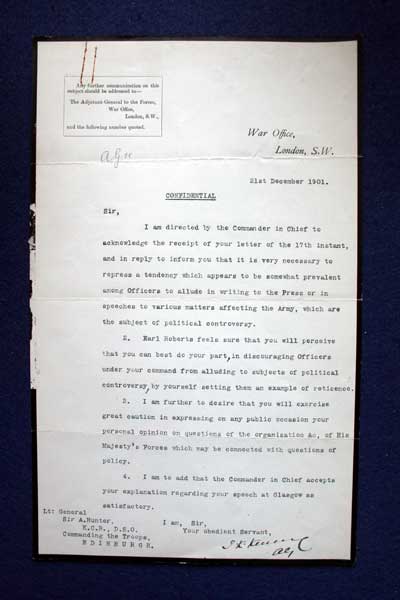 Any further communication on this
subject should be addressed to—
The Adjutant General to the Forces,
War Office,
London, S.W.,
and the following number quoted.
War Office,
London, S.W.
A.G.
21st December 1901.
CONFIDENTIAL
Sir,
I am directed by the Commander in Chief to
acknowledge the receipt of your letter of the 17th instant,
and in reply to inform you that it is very necessary to
repress a tendency which appears to be somewhat prevalent
among Officers to allude in writing to the Press or in
speeches to various matters affecting the Army, which are
the subject of political controversy.
2. Earl Roberts feels sure that you will perceive
that you can best do your part, in discouraging Officers
under your command from alluding to subjects of political
controversy, by yourself setting them an example of reticence.
3. I am further to desire that you will exercise
great caution in expressing on any public occasion your
personal opinion on questions of the organization &c, of His
Majesty's Forces which may be connected with questions of
policy.
4. I am to add that the Commander in Chief accepts
your explanation regarding your speech at Glasgow as
satisfactory.
I am, Sir,
Your obedient Servant,
Lt: General
Sir A.Hunter.
K.C.B., D.S.O.
Commanding the Troops,
EDINBURGH.